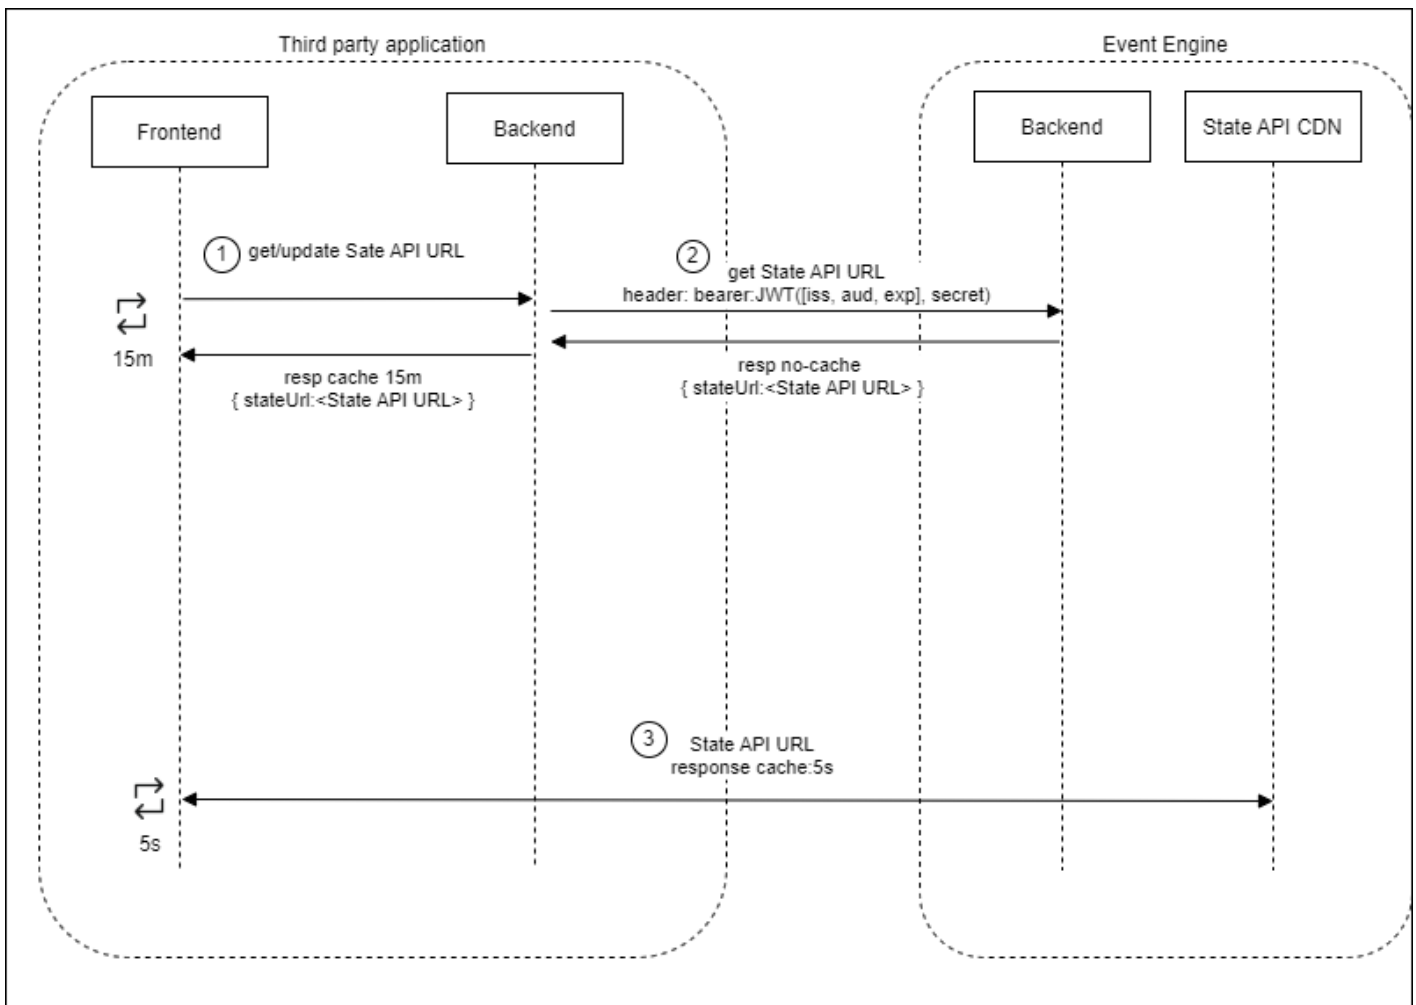 Third party application
Event Engine
Frontend
Backend
Backend
State API CDN
1
get/update Sate API URL
2
get State API URL
header: bearer:JWT([iss, aud, exp], secret)
15m
resp cache 15m
{ stateUrl:<State API URL> }
resp no-cache
{ stateUrl:<State API URL> }
3
State API URL
response cache:5s
5s